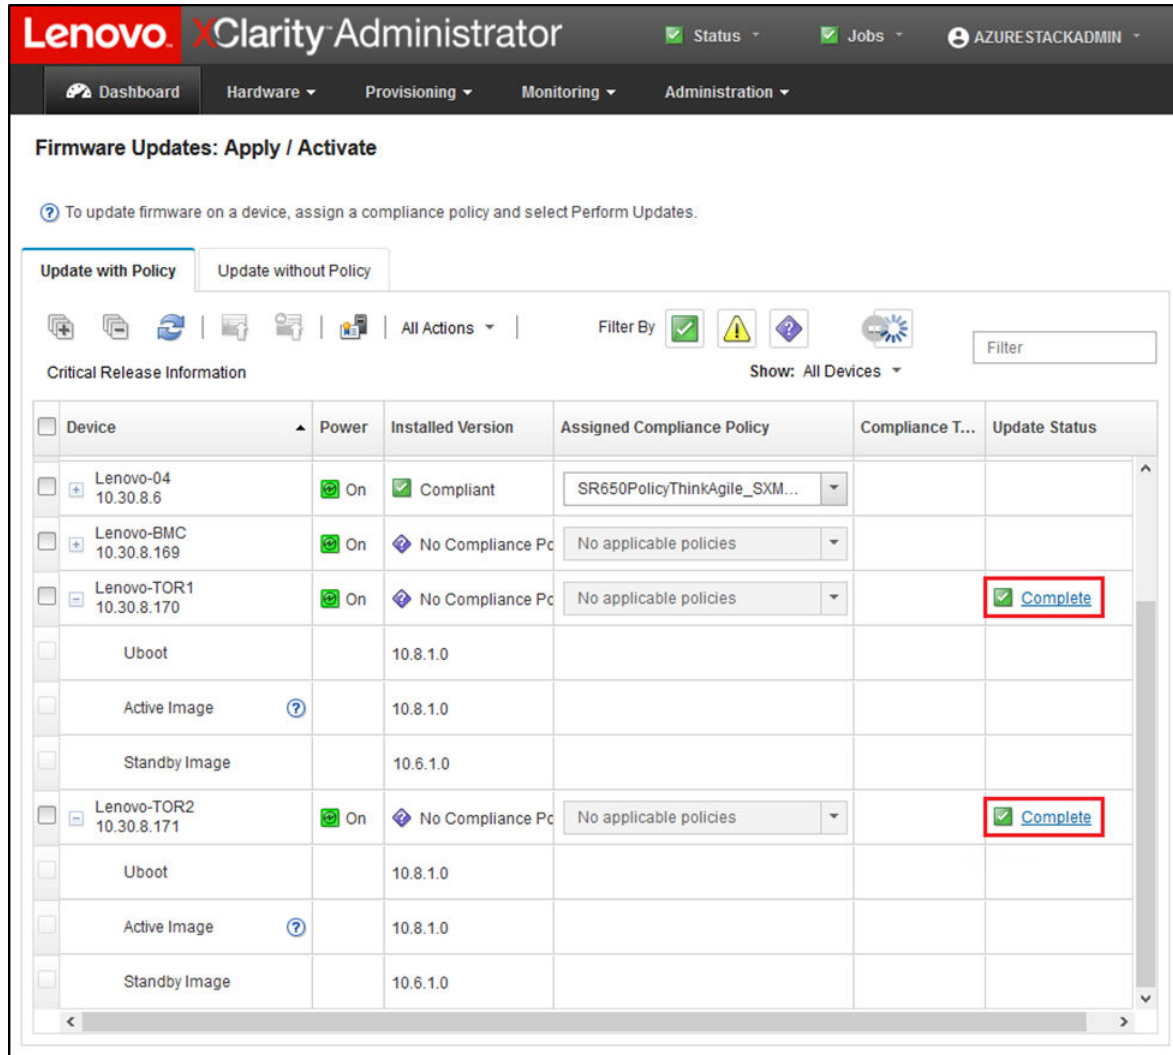 Lenovo. XClarity Administrator Status Jobs AZURESTACKADMIN
Dashboard Hardware Provisioning Monitoring Administration
Firmware Updates: Apply / Activate
? To update firmware on a device, assign a compliance policy and select Perform Updates.
Update with Policy Update without Policy
All Actions Filter By Filter
Critical Release Information Show: All Devices
Device Power Installed Version Assigned Compliance Policy Compliance T... Update Status
Lenovo-04
10.30.8.6
On Compliant SR650PolicyThinkAgile_SXM...
Lenovo-BMC
10.30.8.169
On ? No Compliance Po No applicable policies
Lenovo-TOR1
10.30.8.170
On ? No Compliance Po No applicable policies Complete
Uboot 10.8.1.0
Active Image ? 10.8.1.0
Standby Image 10.6.1.0
Lenovo-TOR2
10.30.8.171
On ? No Compliance Po No applicable policies Complete
Uboot 10.8.1.0
Active Image ? 10.8.1.0
Standby Image 10.6.1.0